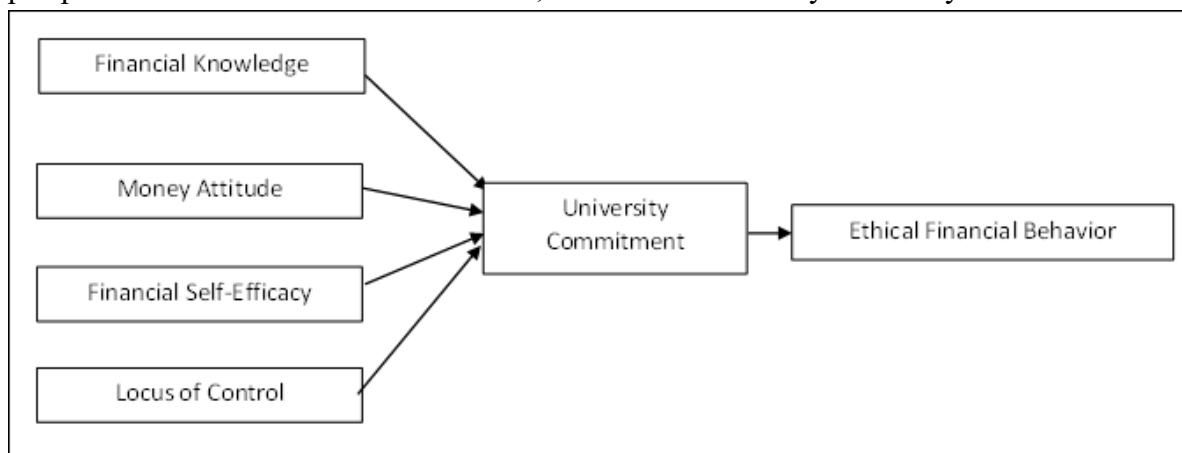 Financial Knowledge
Money Attitude
Financial Self-Efficacy
Locus of Control
University
Commitment
Ethical Financial Behavior